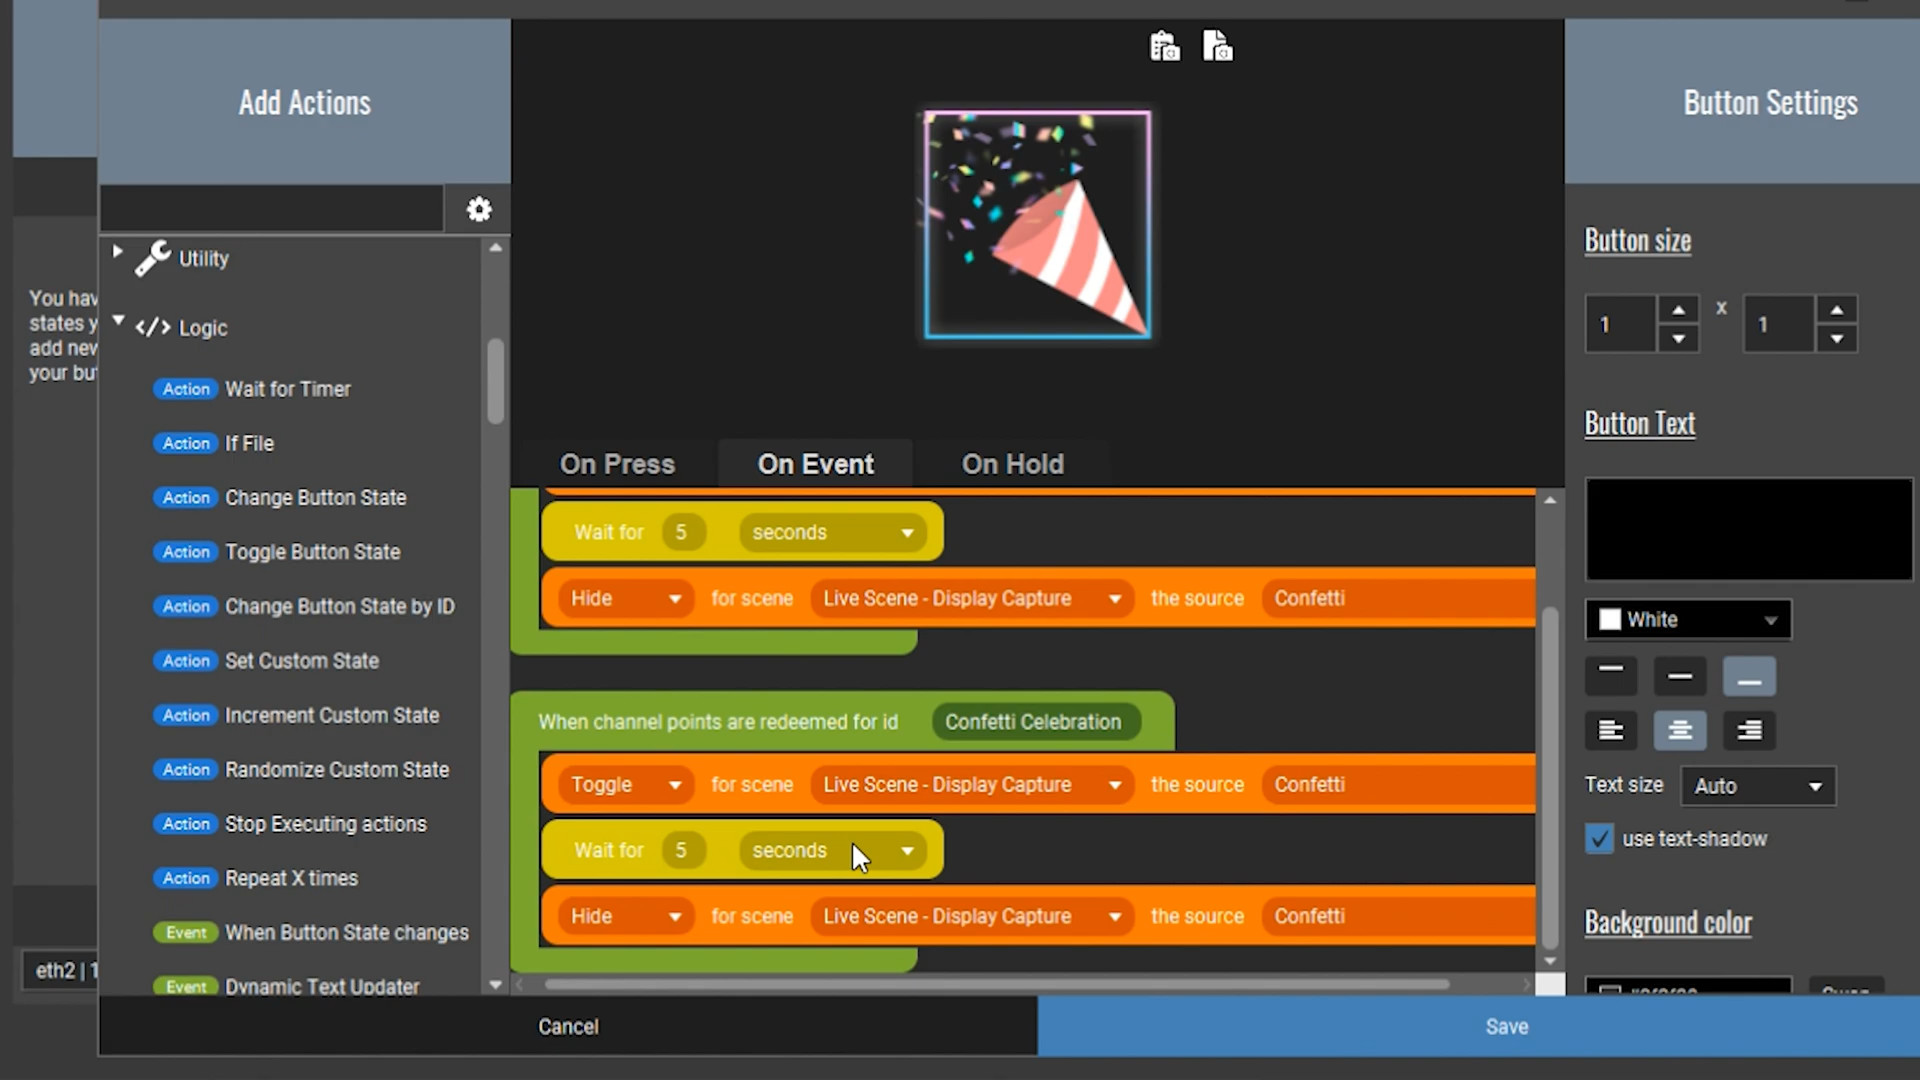 Add Actions
Button Settings
Utility
Logic
Action Wait for Timer
Action If File
Action Change Button State
Action Toggle Button State
Action Change Button State by ID
Action Set Custom State
Action Increment Custom State
Action Randomize Custom State
Action Stop Executing actions
Action Repeat X times
Event When Button State changes
Event Dynamic Text Updater
You hav
states y
add new
your bu
eth2 | 1
On Press On Event On Hold
Wait for 5 seconds
Hide for scene Live Scene - Display Capture the source Confetti
When channel points are redeemed for id Confetti Celebration
Toggle for scene Live Scene - Display Capture the source Confetti
Wait for 5 seconds
Hide for scene Live Scene - Display Capture the source Confetti
Button size
1 x 1
Button Text
White
Text size Auto
use text-shadow
Background color
Cancel
Save